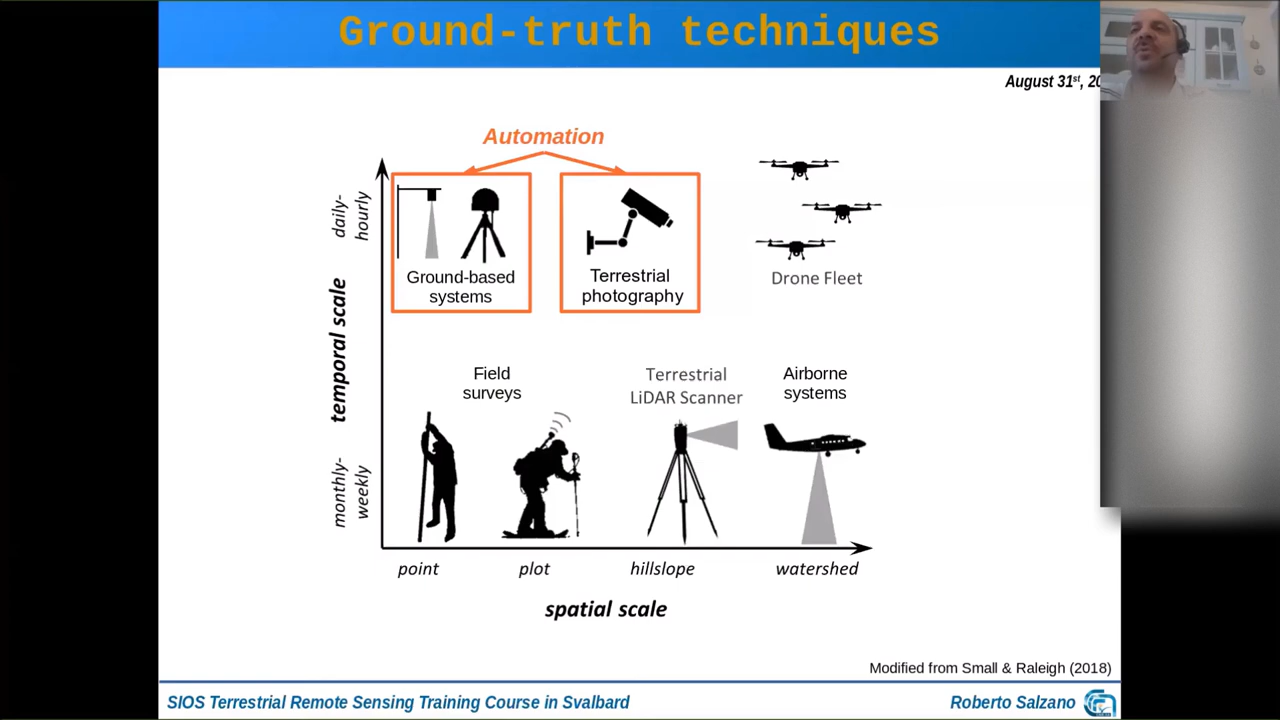 Ground-truth techniques
August 31st, 20
Automation
daily-
hourly
Ground-based
systems
Terrestrial
photography
Drone Fleet
temporal scale
Field
surveys
Terrestrial
LiDAR Scanner
Airborne
systems
monthly-
weekly
point plot hillslope watershed
spatial scale
Modified from Small & Raleigh (2018)
SIOS Terrestrial Remote Sensing Training Course in Svalbard Roberto Salzano